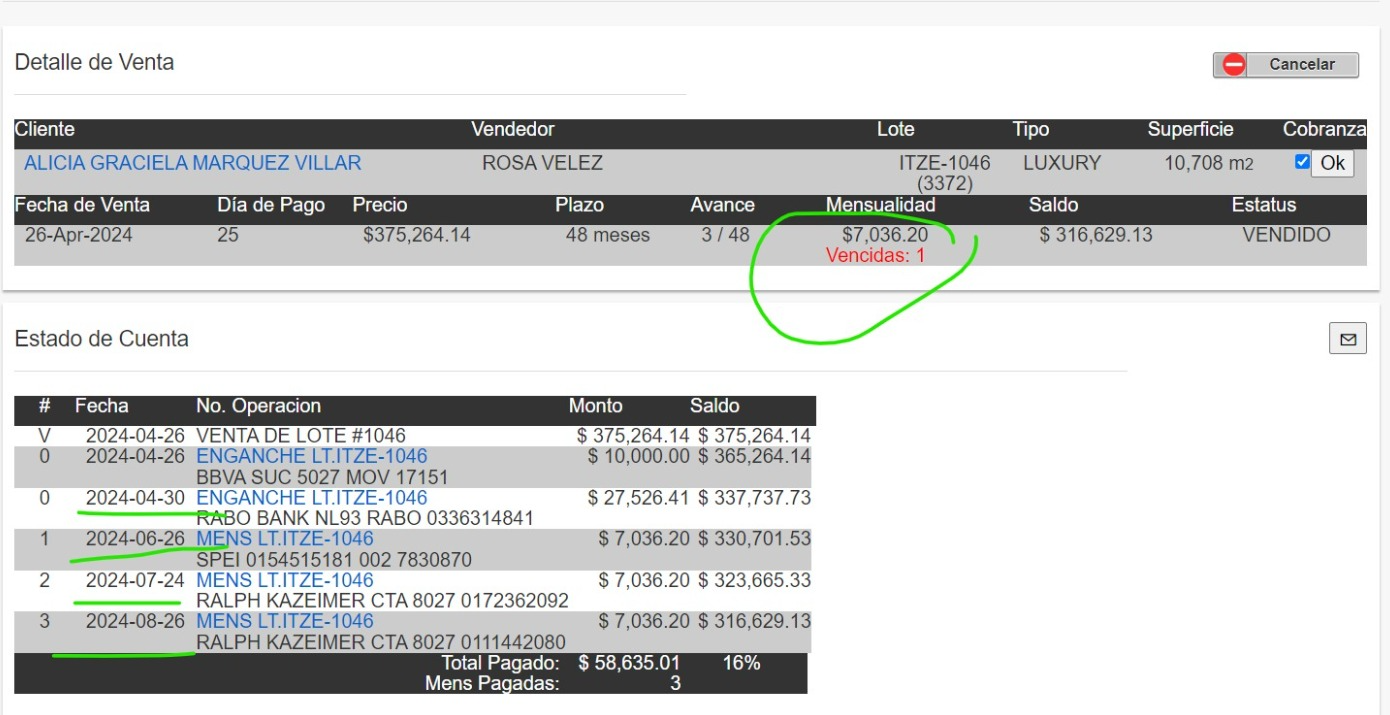 Detalle de Venta
Cancelar
Cliente Vendedor Lote Tipo Superficie Cobranza
ALICIA GRACIELA MARQUEZ VILLAR ROSA VELEZ ITZE-1046 LUXURY 10,708 m2 Ok
(3372)
Fecha de Venta Día de Pago Precio Plazo Avance Mensualidad Saldo Estatus
26-Apr-2024 25 $375,264.14 48 meses 3 / 48 $7,036.20 $ 316,629.13 VENDIDO
Vencidas: 1
Estado de Cuenta
# Fecha No. Operacion Monto Saldo
V 2024-04-26 VENTA DE LOTE #1046 $ 375,264.14 $ 375,264.14
0 2024-04-26 ENGANCHE LT.ITZE-1046 $ 10,000.00 $ 365,264.14
BBVA SUC 5027 MOV 17151
0 2024-04-30 ENGANCHE LT.ITZE-1046 $ 27,526.41 $ 337,737.73
RABO BANK NL93 RABO 0336314841
1 2024-06-26 MENS LT.ITZE-1046 $ 7,036.20 $ 330,701.53
SPEI 0154515181 002 7830870
2 2024-07-24 MENS LT.ITZE-1046 $ 7,036.20 $ 323,665.33
RALPH KAZEIMER CTA 8027 0172362092
3 2024-08-26 MENS LT.ITZE-1046 $ 7,036.20 $ 316,629.13
RALPH KAZEIMER CTA 8027 0111442080
Total Pagado: $ 58,635.01 16%
Mens Pagadas: 3